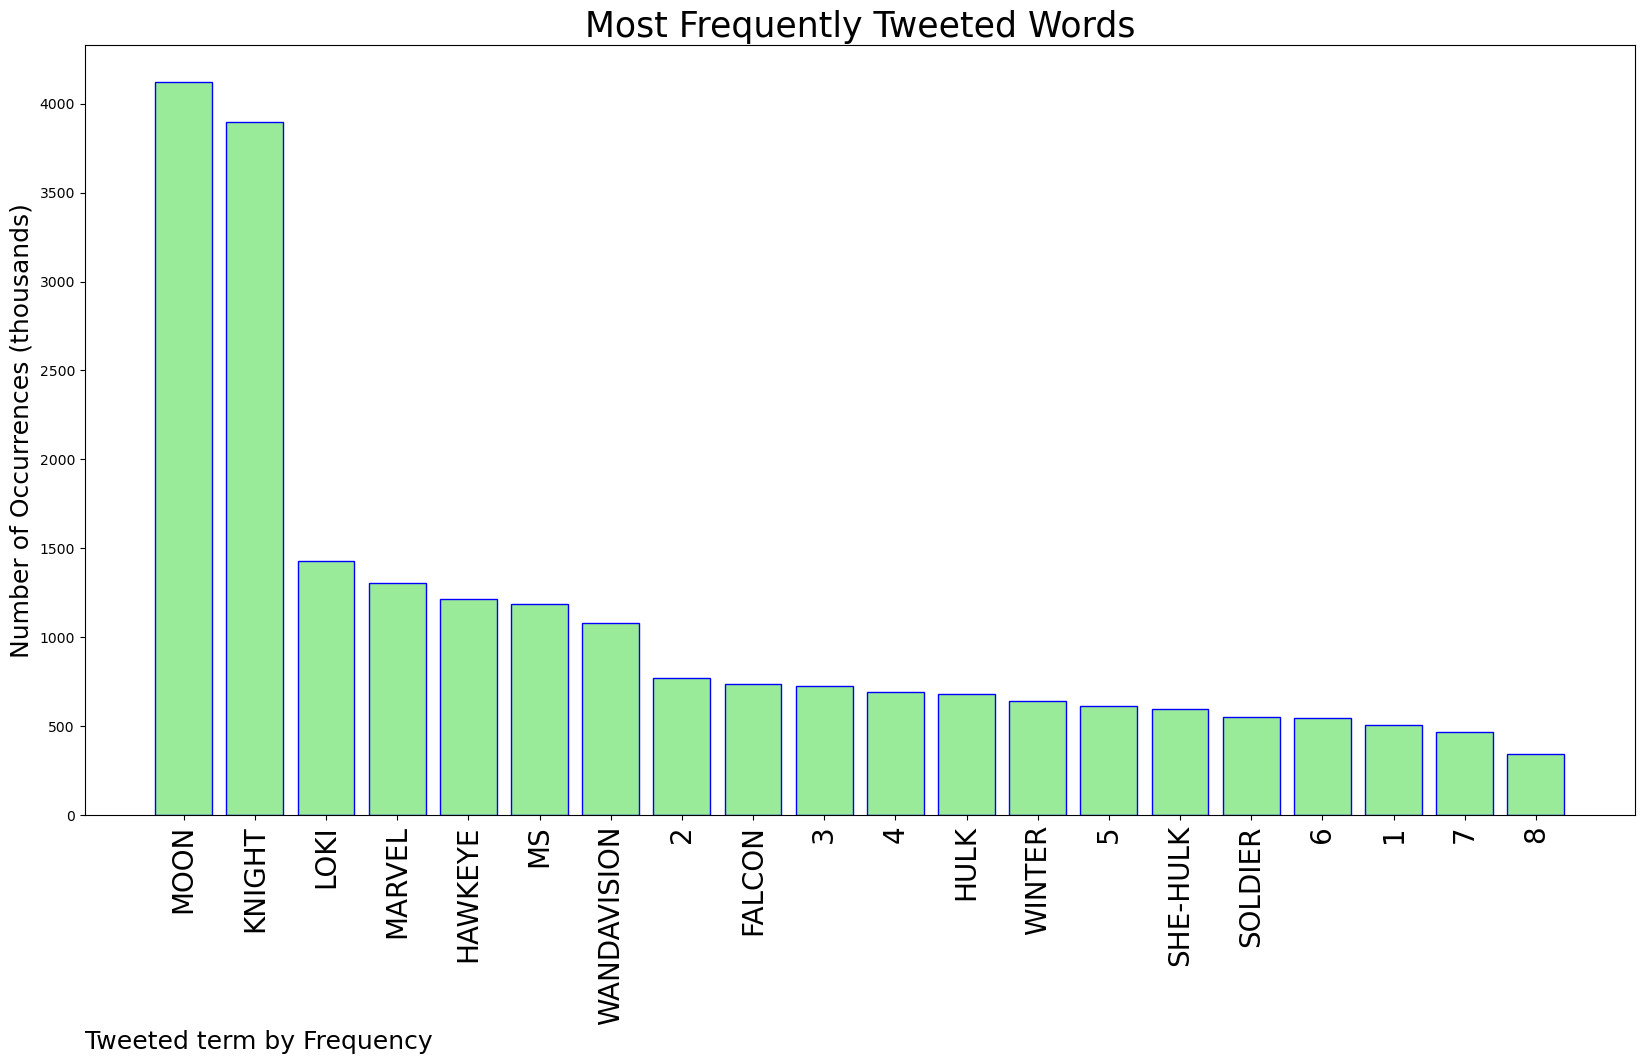 Most Frequently Tweeted Words
Number of Occurrences (thousands)
4000
3500
3000
2500
2000
1500
1000
500
0
MOON
KNIGHT
LOKI
MARVEL
HAWKEYE
MS
WANDAVISION
2
FALCON
3
4
HULK
WINTER
5
SHE-HULK
SOLDIER
6
1
7
8
Tweeted term by Frequency